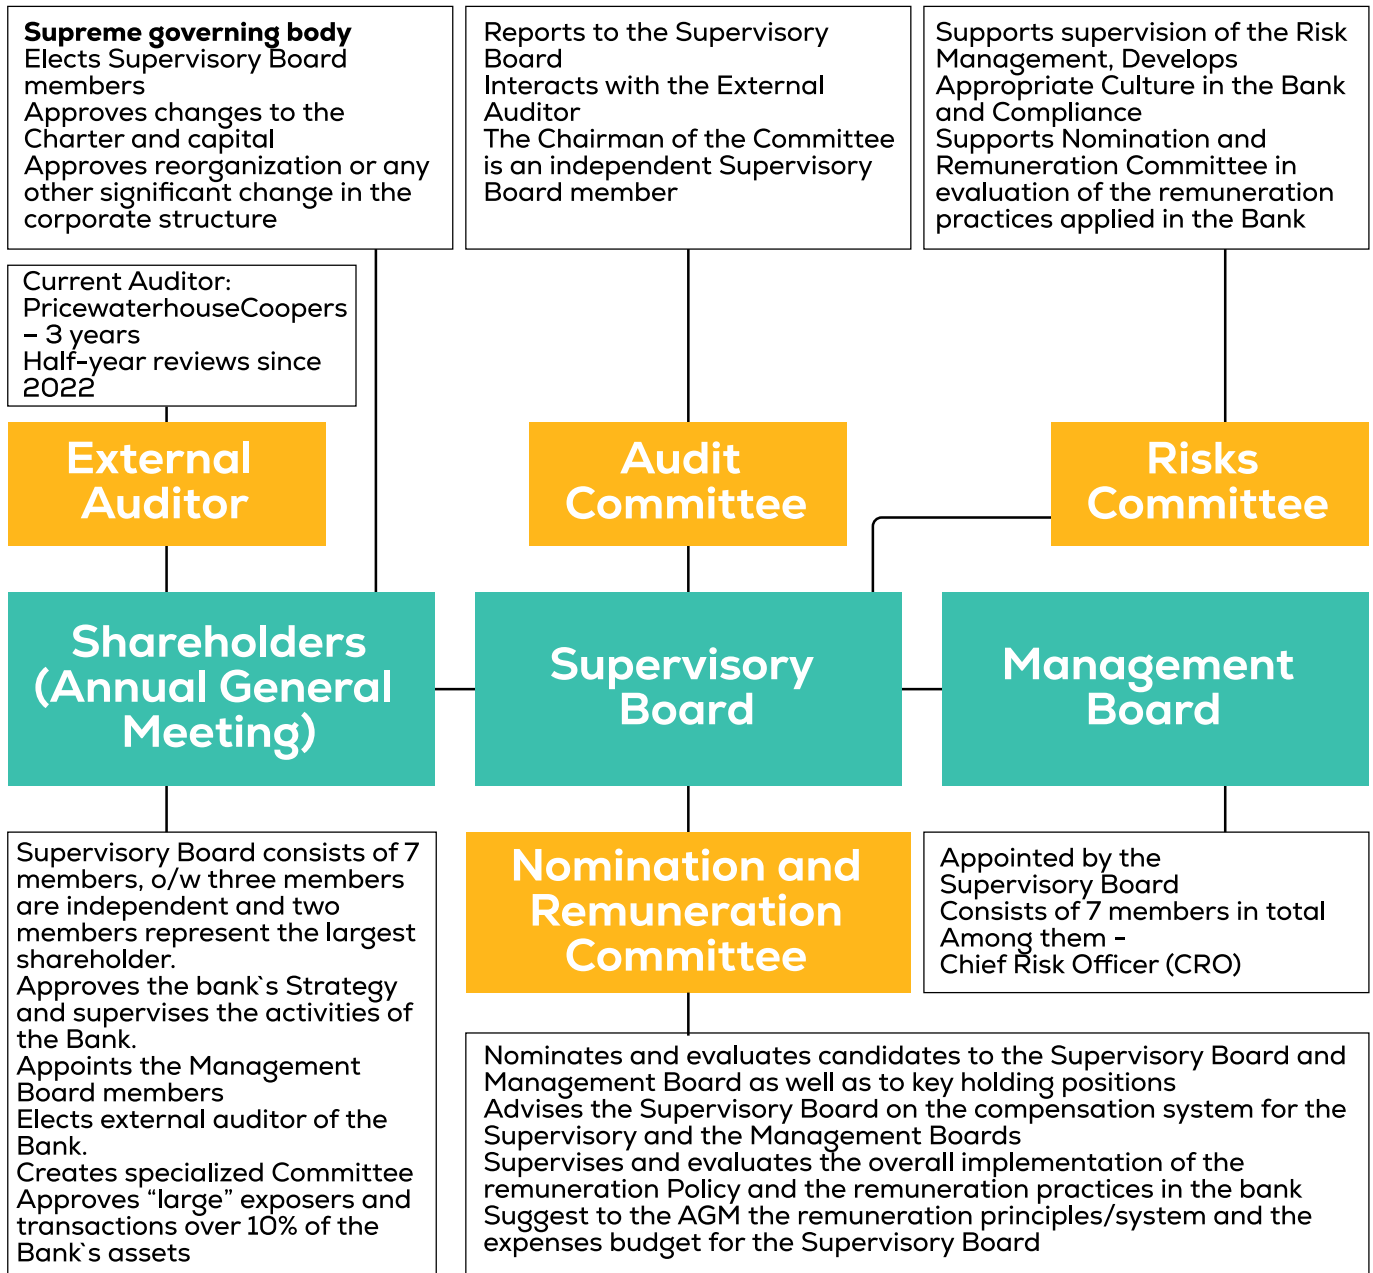 Supreme governing body
Elects Supervisory Board
members
Approves changes to the
Charter and capital
Approves reorganization or any
other significant change in the
corporate structure
Reports to the Supervisory
Board
Interacts with the External
Auditor
The Chairman of the Committee
is an independent Supervisory
Board member
Supports supervision of the Risk
Management, Develops
Appropriate Culture in the Bank
and Compliance
Supports Nomination and
Remuneration Committee in
evaluation of the remuneration
practices applied in the Bank
Current Auditor:
PricewaterhouseCoopers
– 3 years
Half-year reviews since
2022
External
Auditor
Audit
Committee
Risks
Committee
Shareholders
(Annual General
Meeting)
Supervisory
Board
Management
Board
Supervisory Board consists of 7
members, o/w three members
are independent and two
members represent the largest
shareholder.
Approves the bank`s Strategy
and supervises the activities of
the Bank.
Appoints the Management
Board members
Elects external auditor of the
Bank.
Creates specialized Committee
Approves “large” exposers and
transactions over 10% of the
Bank`s assets
Nomination and
Remuneration
Committee
Appointed by the
Supervisory Board
Consists of 7 members in total
Among them -
Chief Risk Officer (CRO)
Nominates and evaluates candidates to the Supervisory Board and
Management Board as well as to key holding positions
Advises the Supervisory Board on the compensation system for the
Supervisory and the Management Boards
Supervises and evaluates the overall implementation of the
remuneration Policy and the remuneration practices in the bank
Suggest to the AGM the remuneration principles/system and the
expenses budget for the Supervisory Board